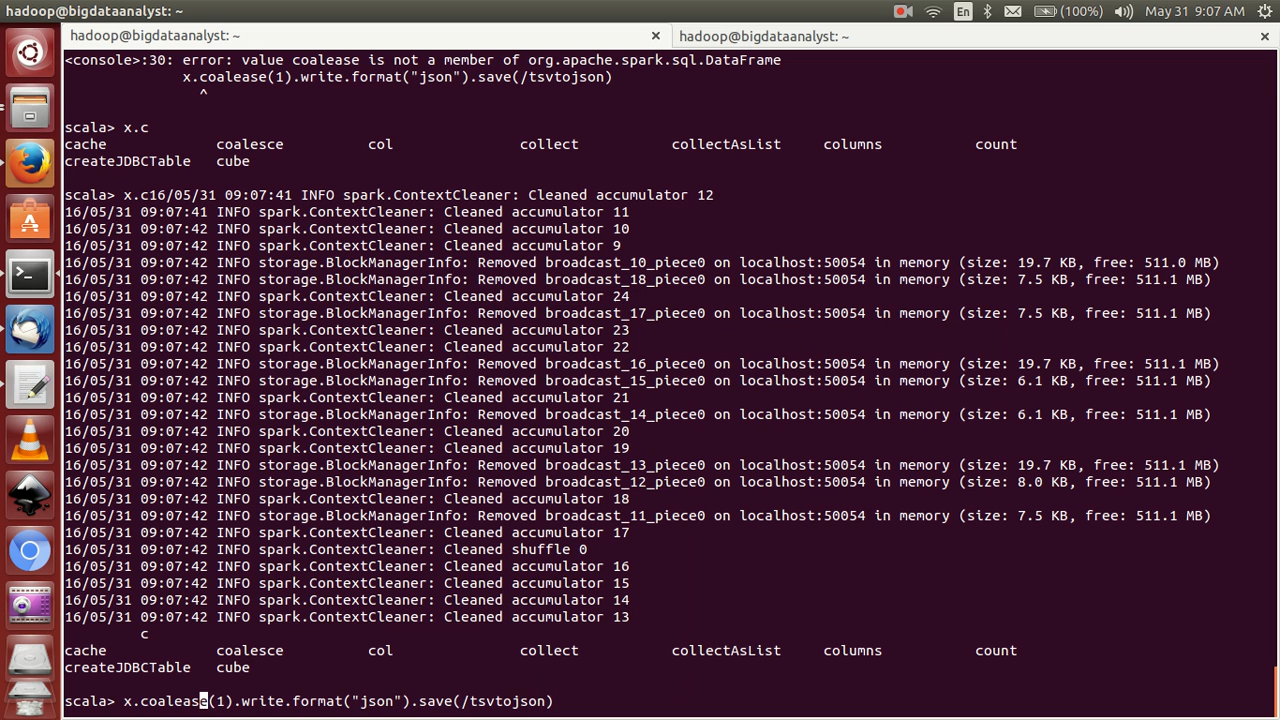 hadoop@bigdataanalyst: ~
En
(100%)
May 31 9:07 AM
hadoop@bigdataanalyst: ~
hadoop@bigdataanalyst: ~
<console>:30: error: value coalease is not a member of org.apache.spark.sql.DataFrame
x.coalease(1).write.format("json").save(/tsvtojson)
^
scala> x.c
cache coalesce col collect collectAsList columns count
createJDBCTable cube
scala> x.c16/05/31 09:07:41 INFO spark.ContextCleaner: Cleaned accumulator 12
16/05/31 09:07:41 INFO spark.ContextCleaner: Cleaned accumulator 11
16/05/31 09:07:42 INFO spark.ContextCleaner: Cleaned accumulator 10
16/05/31 09:07:42 INFO spark.ContextCleaner: Cleaned accumulator 9
16/05/31 09:07:42 INFO storage.BlockManagerInfo: Removed broadcast_10_piece0 on localhost:50054 in memory (size: 19.7 KB, free: 511.0 MB)
16/05/31 09:07:42 INFO storage.BlockManagerInfo: Removed broadcast_18_piece0 on localhost:50054 in memory (size: 7.5 KB, free: 511.1 MB)
16/05/31 09:07:42 INFO spark.ContextCleaner: Cleaned accumulator 24
16/05/31 09:07:42 INFO storage.BlockManagerInfo: Removed broadcast_17_piece0 on localhost:50054 in memory (size: 7.5 KB, free: 511.1 MB)
16/05/31 09:07:42 INFO spark.ContextCleaner: Cleaned accumulator 23
16/05/31 09:07:42 INFO spark.ContextCleaner: Cleaned accumulator 22
16/05/31 09:07:42 INFO storage.BlockManagerInfo: Removed broadcast_16_piece0 on localhost:50054 in memory (size: 19.7 KB, free: 511.1 MB)
16/05/31 09:07:42 INFO storage.BlockManagerInfo: Removed broadcast_15_piece0 on localhost:50054 in memory (size: 6.1 KB, free: 511.1 MB)
16/05/31 09:07:42 INFO spark.ContextCleaner: Cleaned accumulator 21
16/05/31 09:07:42 INFO storage.BlockManagerInfo: Removed broadcast_14_piece0 on localhost:50054 in memory (size: 6.1 KB, free: 511.1 MB)
16/05/31 09:07:42 INFO spark.ContextCleaner: Cleaned accumulator 20
16/05/31 09:07:42 INFO spark.ContextCleaner: Cleaned accumulator 19
16/05/31 09:07:42 INFO storage.BlockManagerInfo: Removed broadcast_13_piece0 on localhost:50054 in memory (size: 19.7 KB, free: 511.1 MB)
16/05/31 09:07:42 INFO storage.BlockManagerInfo: Removed broadcast_12_piece0 on localhost:50054 in memory (size: 8.0 KB, free: 511.1 MB)
16/05/31 09:07:42 INFO spark.ContextCleaner: Cleaned accumulator 18
16/05/31 09:07:42 INFO storage.BlockManagerInfo: Removed broadcast_11_piece0 on localhost:50054 in memory (size: 7.5 KB, free: 511.1 MB)
16/05/31 09:07:42 INFO spark.ContextCleaner: Cleaned accumulator 17
16/05/31 09:07:42 INFO spark.ContextCleaner: Cleaned shuffle 0
16/05/31 09:07:42 INFO spark.ContextCleaner: Cleaned accumulator 16
16/05/31 09:07:42 INFO spark.ContextCleaner: Cleaned accumulator 15
16/05/31 09:07:42 INFO spark.ContextCleaner: Cleaned accumulator 14
16/05/31 09:07:42 INFO spark.ContextCleaner: Cleaned accumulator 13
c
cache coalesce col collect collectAsList columns count
createJDBCTable cube
scala> x.coalease(1).write.format("json").save(/tsvtojson)